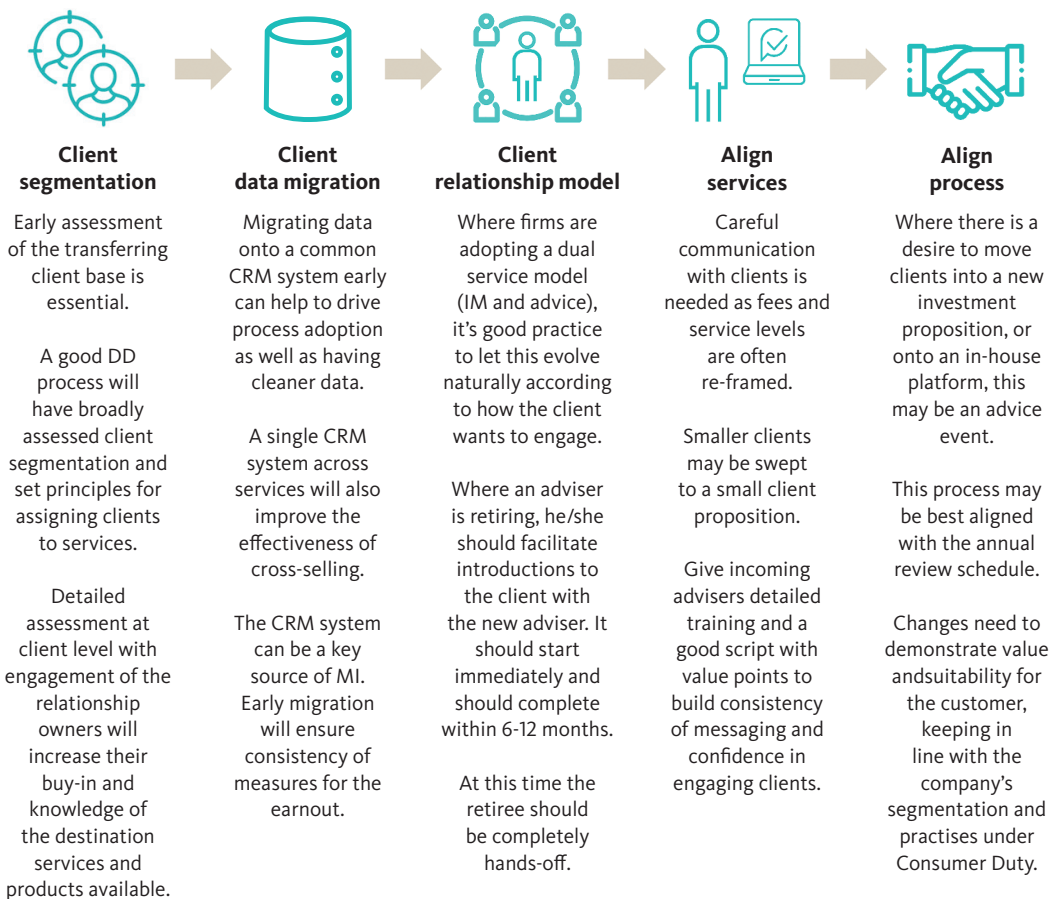 Client
segmentation
Early assessment
of the transferring
client base is
essential.
A good DD
process will
have broadly
assessed client
segmentation and
set principles for
assigning clients
to services.
Detailed
assessment at
client level with
engagement of the
relationship
owners will
increase their
buy-in and
knowledge of
the destination
services and
products available.
Client
data migration
Migrating data
onto a common
CRM system early
can help to drive
process adoption
as well as having
cleaner data.
A single CRM
system across
services will also
improve the
effectiveness of
cross-selling.
The CRM system
can be a key
source of MI.
Early migration
will ensure
consistency of
measures for the
earnout.
Client
relationship model
Where firms are
adopting a dual
service model
(IM and advice),
it’s good practice
to let this evolve
naturally according
to how the client
wants to engage.
Where an adviser
is retiring, he/she
should facilitate
introductions to
the client with
the new adviser. It
should start
immediately and
should complete
within 6-12 months.
At this time the
retiree should
be completely
hands-off.
Align
services
Careful
communication
with clients is
needed as fees and
service levels
are often
re-framed.
Smaller clients
may be swept
to a small client
proposition.
Give incoming
advisers detailed
training and a
good script with
value points to
build consistency
of messaging and
confidence in
engaging clients.
Align
process
Where there is a
desire to move
clients into a new
investment
proposition, or
onto an in-house
platform, this
may be an advice
event.
This process may
be best aligned
with the annual
review schedule.
Changes need to
demonstrate value
andsuitability for
the customer,
keeping in
line with the
company’s
segmentation and
practises under
Consumer Duty.